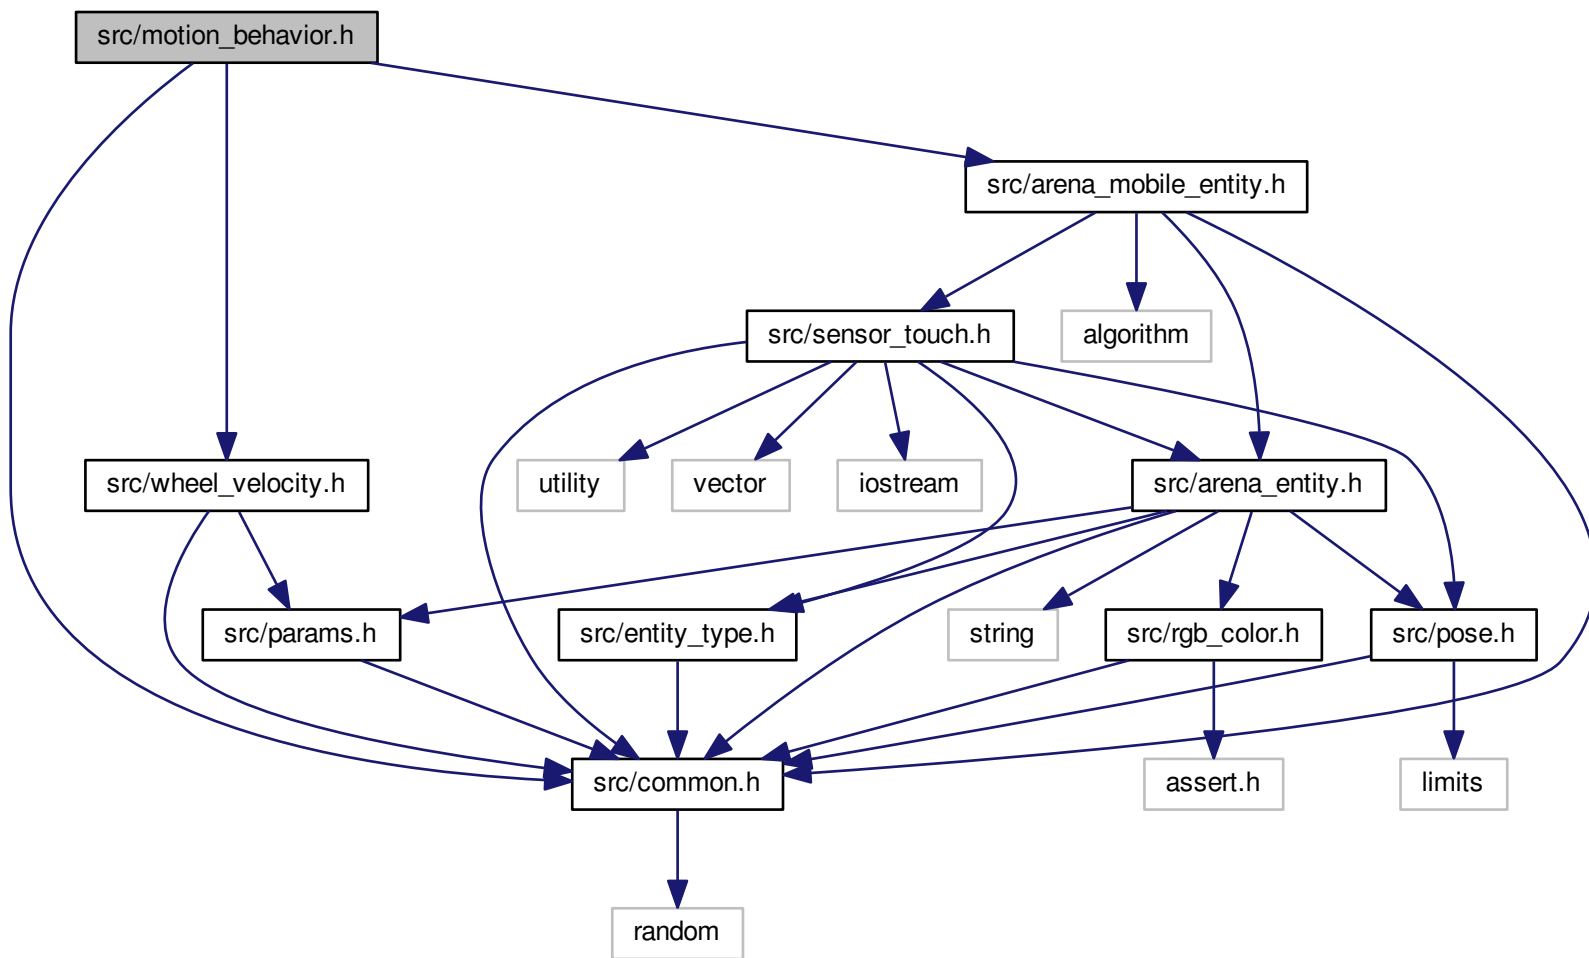 src/motion_behavior.h
src/arena_mobile_entity.h
src/sensor_touch.h
algorithm
src/wheel_velocity.h
utility
vector
iostream
src/arena_entity.h
src/params.h
src/entity_type.h
string
src/rgb_color.h
src/pose.h
src/common.h
assert.h
limits
random